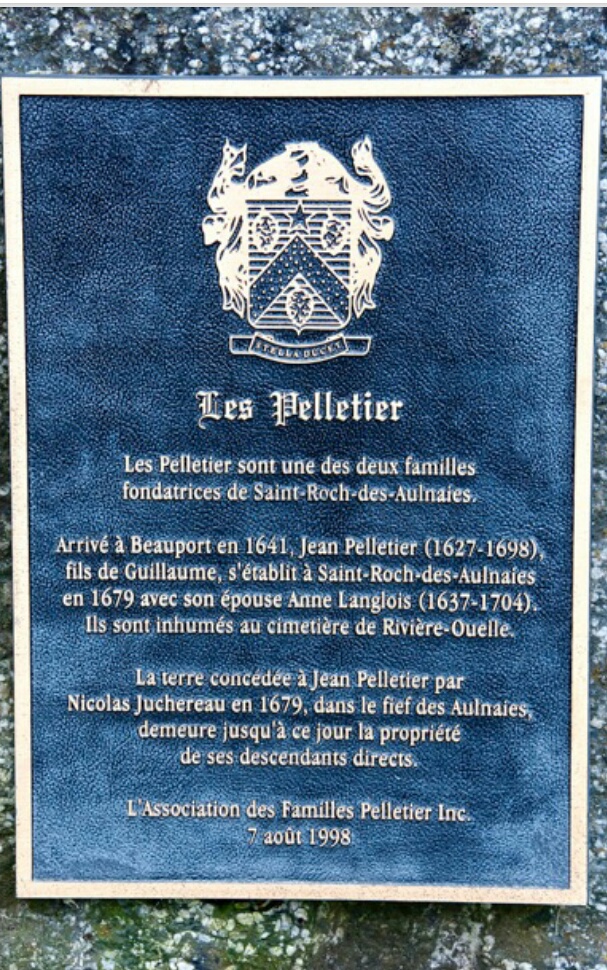 STELLA DUCET
Les Pelletier
Les Pelletier sont une des deux familles
fondatrices de Saint-Roch-des-Aulnaies.
Arrivé à Beauport en 1641, Jean Pelletier (1627-1698),
fils de Guillaume, s'établit à Saint-Roch-des-Aulnaies
en 1679 avec son épouse Anne Langlois (1637-1704).
Ils sont inhumés au cimetière de Rivière-Ouelle.
La terre concédée à Jean Pelletier par
Nicolas Juchereau en 1679, dans le fief des Aulnaies,
demeure jusqu'à ce jour la propriété
de ses descendants directs.
L'Association des Familles Pelletier Inc.
7 août 1998